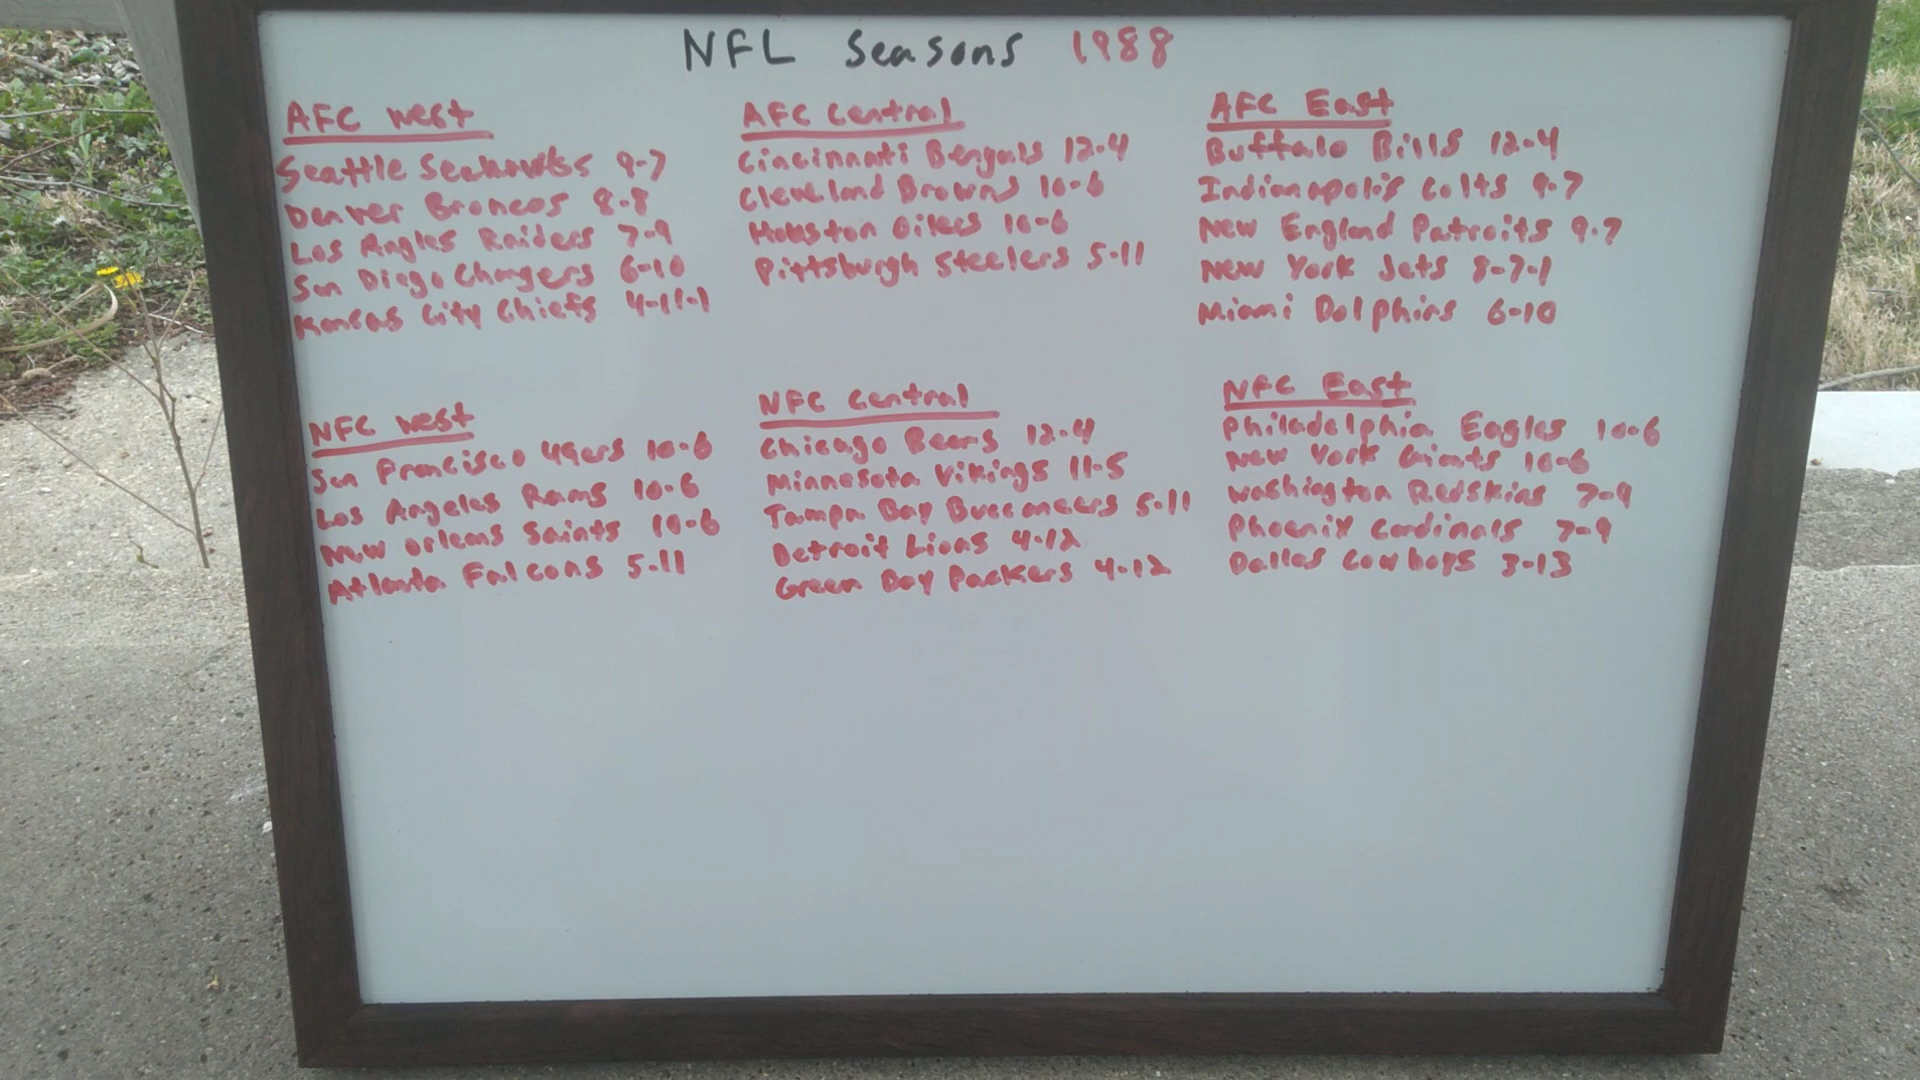 NFL Seasons 1988
AFC West
Seattle Seahawks 9-7
Denver Broncos 8-8
Los Angles Raiders 7-9
San Diego Chargers 6-10
Kansas City Chiefs 4-11-1
AFC Central
Cincinnati Bengals 12-4
Cleveland Browns 10-6
Houston Oilers 10-6
Pittsburgh Steelers 5-11
AFC East
Buffalo Bills 12-4
Indianapolis Colts 9-7
New England Patroits 9-7
New York Jets 8-7-1
Miami Dolphins 6-10
NFC West
San Francisco 49ers 10-6
Los Angeles Rams 10-6
New Orleans Saints 10-6
Atlanta Falcons 5-11
NFC Central
Chicago Bears 12-4
Minnesota Vikings 11-5
Tampa Bay Buccaneers 5-11
Detroit Lions 4-12
Green Bay Packers 4-12
NFC East
Philadelphia Eagles 10-6
New York Giants 10-6
Washington Redskins 7-9
Phoenix Cardinals 7-9
Dallas Cowboys 3-13